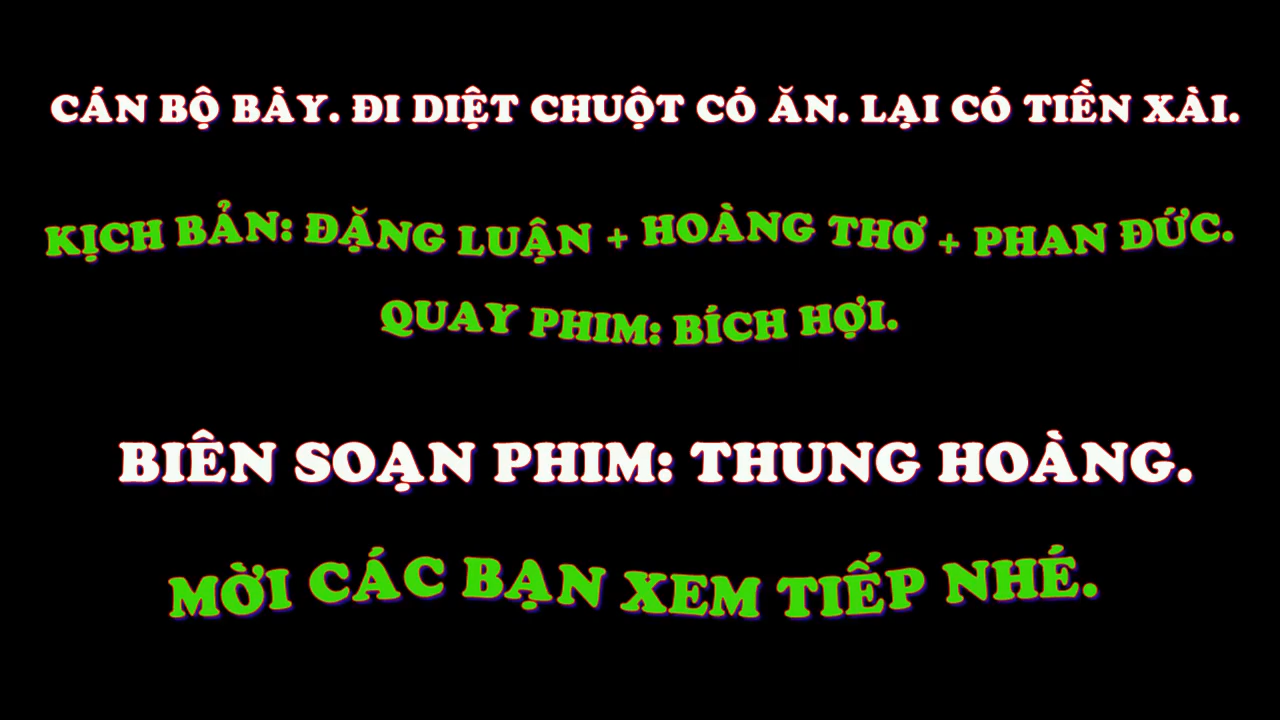 CÁN BỘ BÀY. ĐI DIỆT CHUỘT CÓ ĂN. LẠI CÓ TIỀN XÀI.
KỊCH BẢN: ĐẶNG LUẬN + HOÀNG THƠ + PHAN ĐỨC.
QUAY PHIM: BÍCH HỢI.
BIÊN SOẠN PHIM: THUNG HOÀNG.
MỜI CÁC BẠN XEM TIẾP NHÉ.